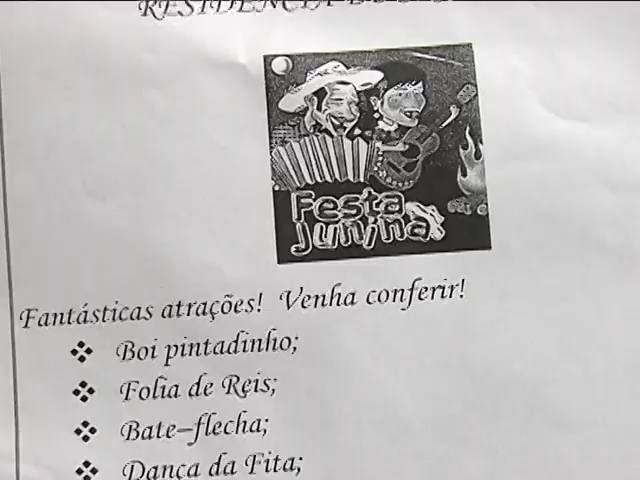 Festa
Junina
Fantásticas atrações! Venha conferir!
Boi pintadinho;
Folia de Reis;
Bate-flecha;
Dança da Fita;